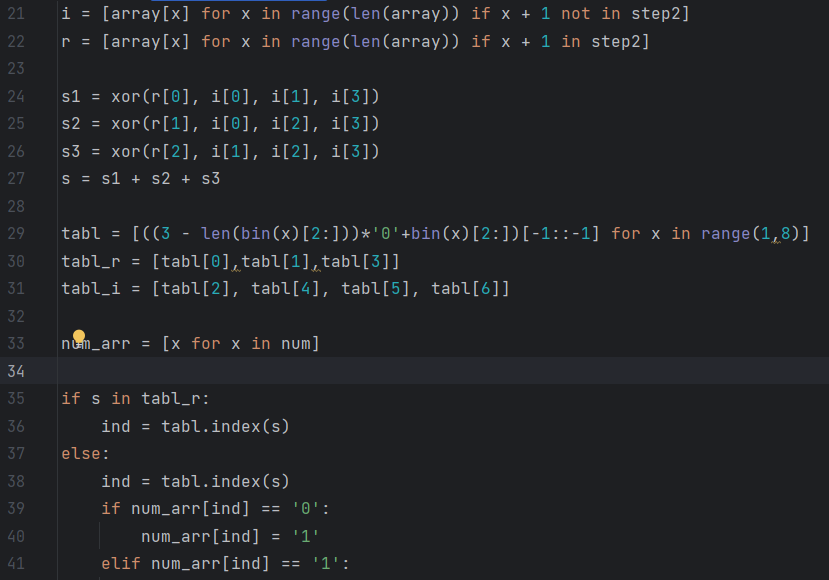 21 i = [array[x] for x in range(len(array)) if x + 1 not in step2]
22 r = [array[x] for x in range(len(array)) if x + 1 in step2]
23
24 s1 = xor(r[0], i[0], i[1], i[3])
25 s2 = xor(r[1], i[0], i[2], i[3])
26 s3 = xor(r[2], i[1], i[2], i[3])
27 s = s1 + s2 + s3
28
29 tabl = [((3 - len(bin(x)[2:]))*'0'+bin(x)[2:])[-1::-1] for x in range(1,8)]
30 tabl_r = [tabl[0],tabl[1],tabl[3]]
31 tabl_i = [tabl[2], tabl[4], tabl[5], tabl[6]]
32
33 num_arr = [x for x in num]
34
35 if s in tabl_r:
36     ind = tabl.index(s)
37 else:
38     ind = tabl.index(s)
39     if num_arr[ind] == '0':
40         num_arr[ind] = '1'
41     elif num_arr[ind] == '1':